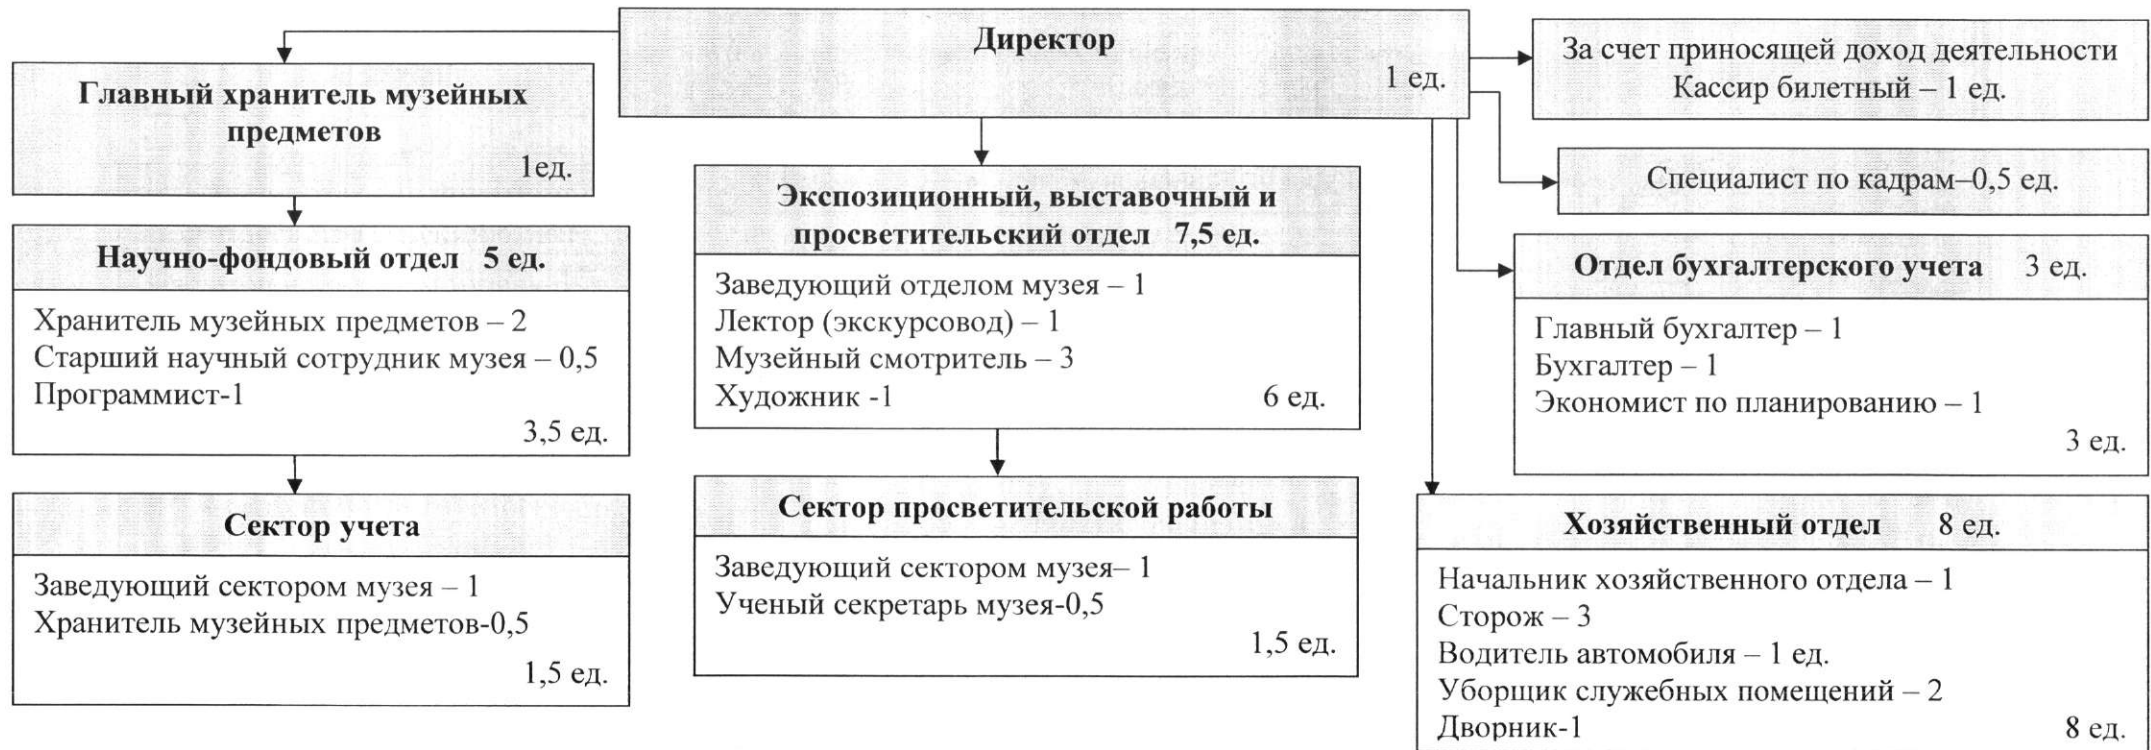 Директор
1 ед.
Главный хранитель музейных
предметов
1ед.
Научно-фондовый отдел 5 ед.
Хранитель музейных предметов – 2
Старший научный сотрудник музея – 0,5
Программист-1
3,5 ед.
Сектор учета
Заведующий сектором музея – 1
Хранитель музейных предметов-0,5
1,5 ед.
Экспозиционный, выставочный и
просветительский отдел 7,5 ед.
Заведующий отделом музея – 1
Лектор (экскурсовод) – 1
Музейный смотритель – 3
Художник -1 6 ед.
Сектор просветительской работы
Заведующий сектором музея– 1
Ученый секретарь музея-0,5
1,5 ед.
За счет приносящей доход деятельности
Кассир билетный – 1 ед.
Специалист по кадрам–0,5 ед.
Отдел бухгалтерского учета 3 ед.
Главный бухгалтер – 1
Бухгалтер – 1
Экономист по планированию – 1
3 ед.
Хозяйственный отдел 8 ед.
Начальник хозяйственного отдела – 1
Сторож – 3
Водитель автомобиля – 1 ед.
Уборщик служебных помещений – 2
Дворник-1 8 ед.